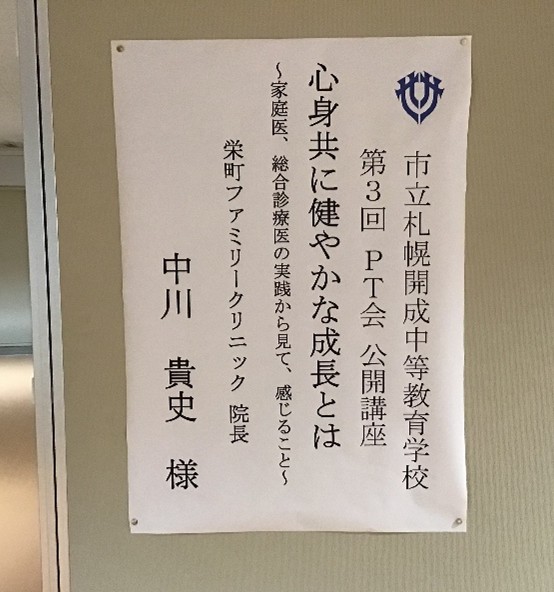 市立札幌開成中等教育学校
第3回 PT会 公開講座
心身共に健やかな成長とは
～家庭医、総合診療医の実践から見て、感じること～
栄町ファミリークリニック 院長
中川 貴史 様